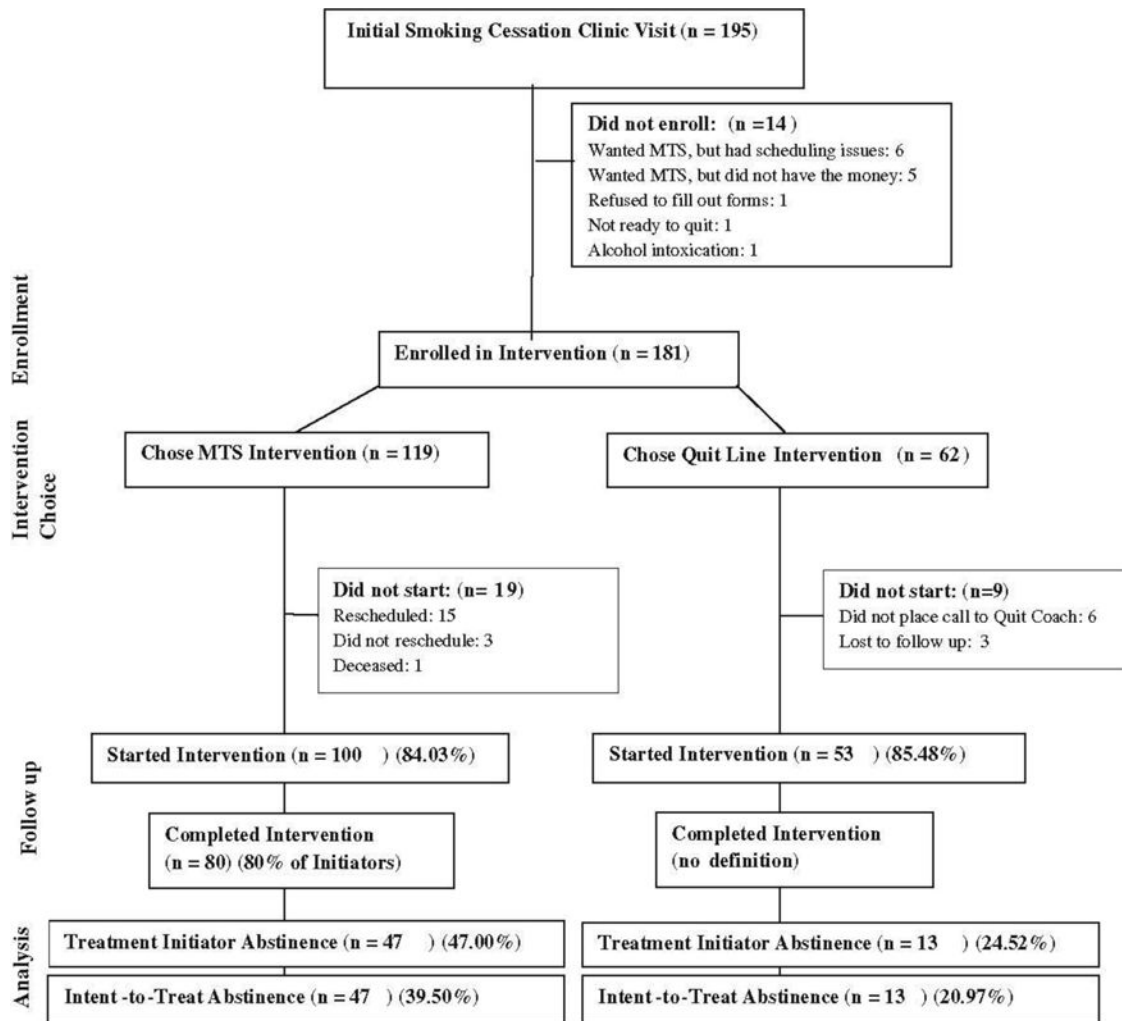 Initial Smoking Cessation Clinic Visit (n = 195)
Did not enroll: (n =14 )
Wanted MTS, but had scheduling issues: 6
Wanted MTS, but did not have the money: 5
Refused to fill out forms: 1
Not ready to quit: 1
Alcohol intoxication: 1
Enrollment
Enrolled in Intervention (n = 181)
Intervention
Choice
Chose MTS Intervention (n = 119)
Chose Quit Line Intervention (n = 62 )
Did not start: (n= 19)
Rescheduled: 15
Did not reschedule: 3
Deceased: 1
Did not start: (n=9)
Did not place call to Quit Coach: 6
Lost to follow up: 3
Follow up
Started Intervention (n = 100 ) (84.03%)
Started Intervention (n = 53 ) (85.48%)
Completed Intervention
(n = 80) (80% of Initiators)
Completed Intervention
(no definition)
Analysis
Treatment Initiator Abstinence (n = 47 ) (47.00%)
Treatment Initiator Abstinence (n = 13 ) (24.52%)
Intent -to-Treat Abstinence (n = 47 ) (39.50%)
Intent -to-Treat Abstinence (n = 13 ) (20.97%)